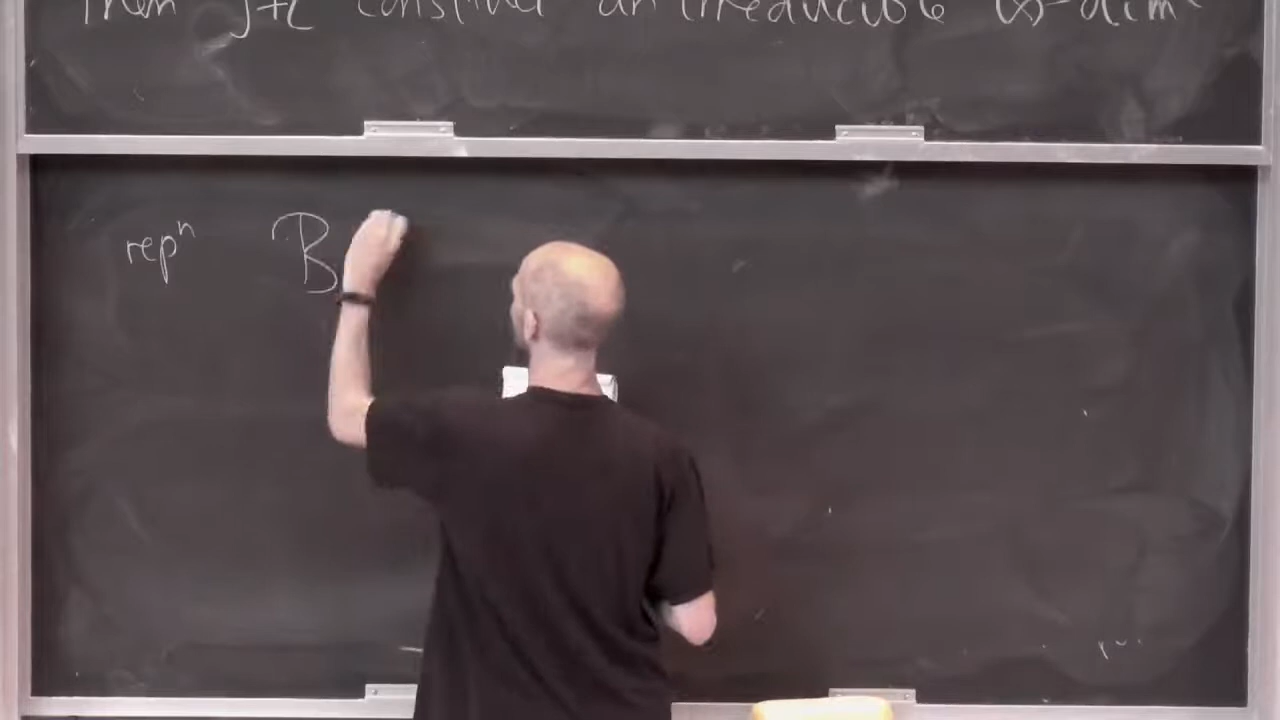 Then J+L construct an irreducible ∞-dim
repⁿ B